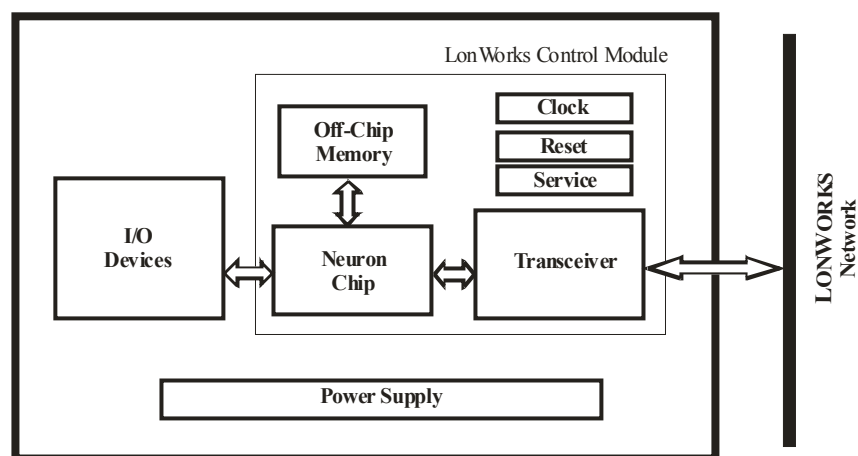 LonWorks Control Module
Clock
Off-Chip
Memory
Reset
Service
I/O
Devices
Neuron
Chip
Transceiver
LONWORKS
Network
Power Supply